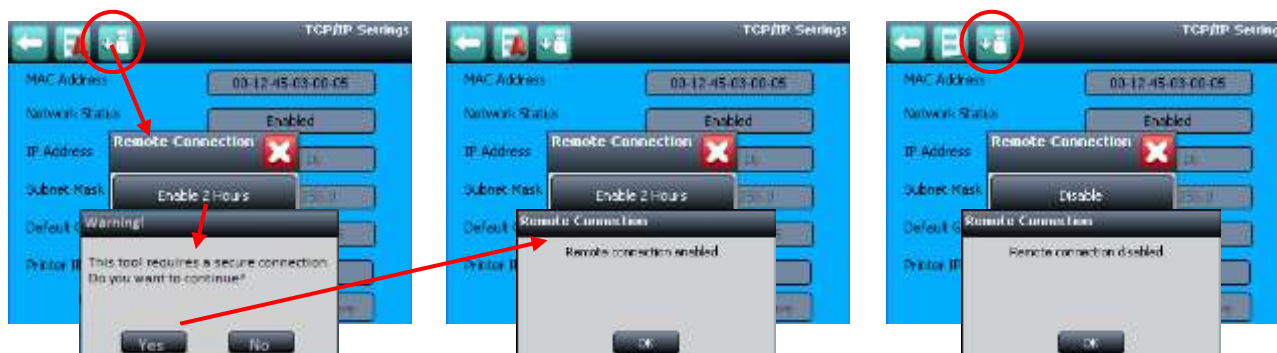 TCP/IP Settings
MAC Address
00-12-45-03-00-05
Network Status
Enabled
IP Address
Remote Connection
Subnet Mask
Enable 2 Hours
Default
Warning!
This tool requires a secure connection
Do you want to continue?
Printer IP
Yes
No
TCP/IP Settings
MAC Address
00-12-45-03-00-05
Network Status
Enabled
IP Address
Remote Connection
Subnet Mask
Enable 2 Hours
Remote Connection
Default
Remote connection enabled
Printer IP
OK
TCP/IP Setting
MAC Address
00-12-45-03-00-05
Network Status
Enabled
IP Address
Remote Connection
Subnet Mask
Disable
Remote Connection
Default
Remote connection disabled
Printer IP
OK